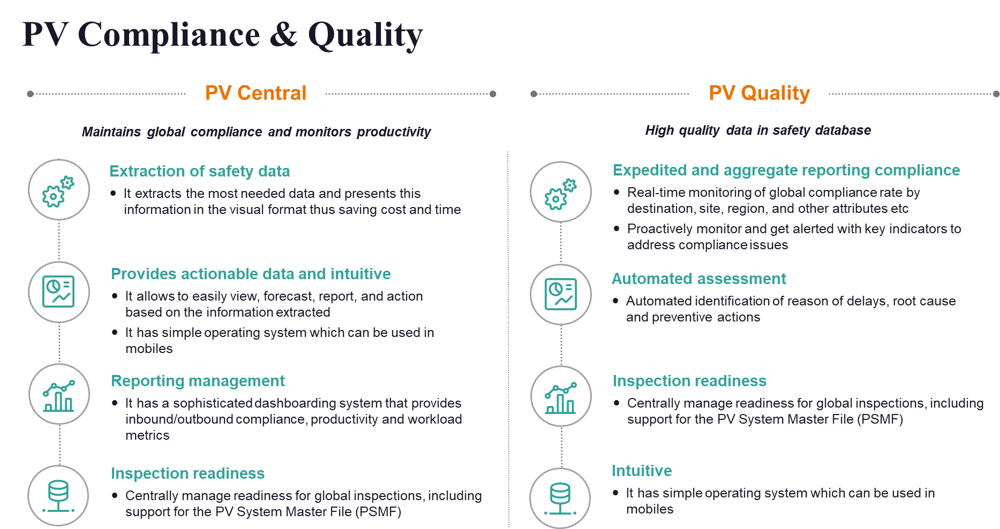 PV Compliance & Quality
PV Central
Maintains global compliance and monitors productivity
Extraction of safety data
● It extracts the most needed data and presents this
information in the visual format thus saving cost and time
Provides actionable data and intuitive
● It allows to easily view, forecast, report, and action
based on the information extracted
● It has simple operating system which can be used in
mobiles
Reporting management
● It has a sophisticated dashboarding system that provides
inbound/outbound compliance, productivity and workload
metrics
Inspection readiness
● Centrally manage readiness for global inspections, including
support for the PV System Master File (PSMF)
PV Quality
High quality data in safety database
Expedited and aggregate reporting compliance
● Real-time monitoring of global compliance rate by
destination, site, region, and other attributes etc
● Proactively monitor and get alerted with key indicators to
address compliance issues
Automated assessment
● Automated identification of reason of delays, root cause
and preventive actions
Inspection readiness
● Centrally manage readiness for global inspections, including
support for the PV System Master File (PSMF)
Intuitive
● It has simple operating system which can be used in
mobiles